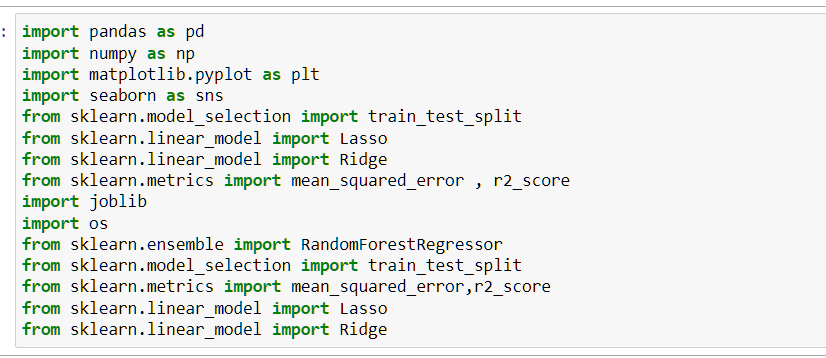 :
import pandas as pd
import numpy as np
import matplotlib.pyplot as plt
import seaborn as sns
from sklearn.model_selection import train_test_split
from sklearn.linear_model import Lasso
from sklearn.linear_model import Ridge
from sklearn.metrics import mean_squared_error , r2_score
import joblib
import os
from sklearn.ensemble import RandomForestRegressor
from sklearn.model_selection import train_test_split
from sklearn.metrics import mean_squared_error,r2_score
from sklearn.linear_model import Lasso
from sklearn.linear_model import Ridge